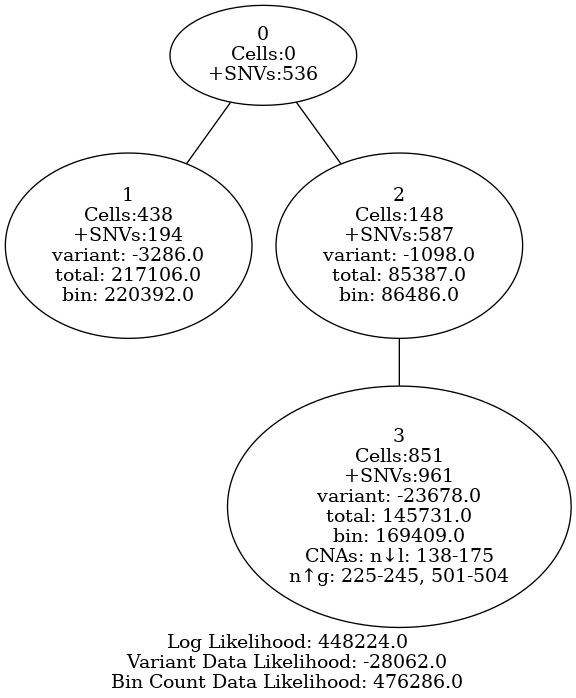 0
Cells:0
+SNVs:536
1
Cells:438
+SNVs:194
variant: -3286.0
total: 217106.0
bin: 220392.0
2
Cells:148
+SNVs:587
variant: -1098.0
total: 85387.0
bin: 86486.0
3
Cells:851
+SNVs:961
variant: -23678.0
total: 145731.0
bin: 169409.0
CNAs: n↓l: 138-175
n↑g: 225-245, 501-504
Log Likelihood: 448224.0
Variant Data Likelihood: -28062.0
Bin Count Data Likelihood: 476286.0